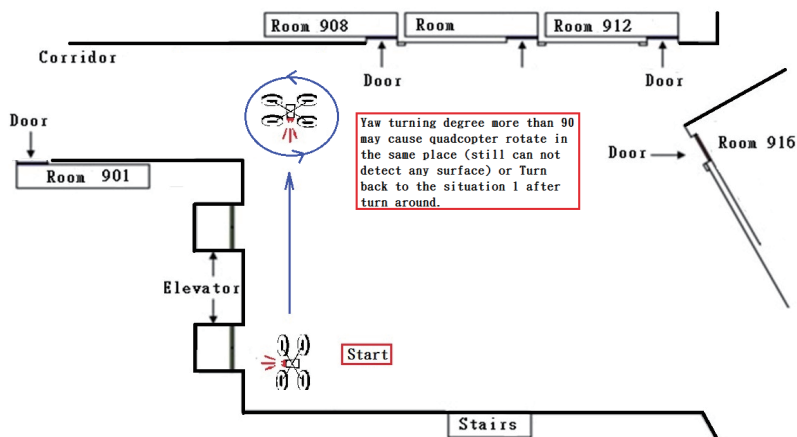 Room 908
Room
Room 912
Corridor
Door
Door
Door
Yaw turning degree more than 90
may cause quadcopter rotate in
the same place (still can not
detect any surface) or Turn
back to the situation 1 after
turn around.
Room 916
Door
Room 901
Elevator
Start
Stairs